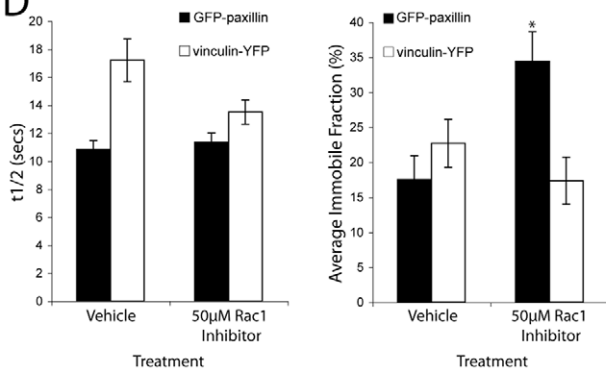 D
GFP-paxillin
vinculin-YFP
t1/2 (secs)
20
18
16
14
12
10
8
6
4
2
0
Vehicle
50μM Rac1
Inhibitor
Treatment
GFP-paxillin
vinculin-YFP
*
Average Immobile Fraction (%)
40
35
30
25
20
15
10
5
0
Vehicle
50μM Rac1
Inhibitor
Treatment